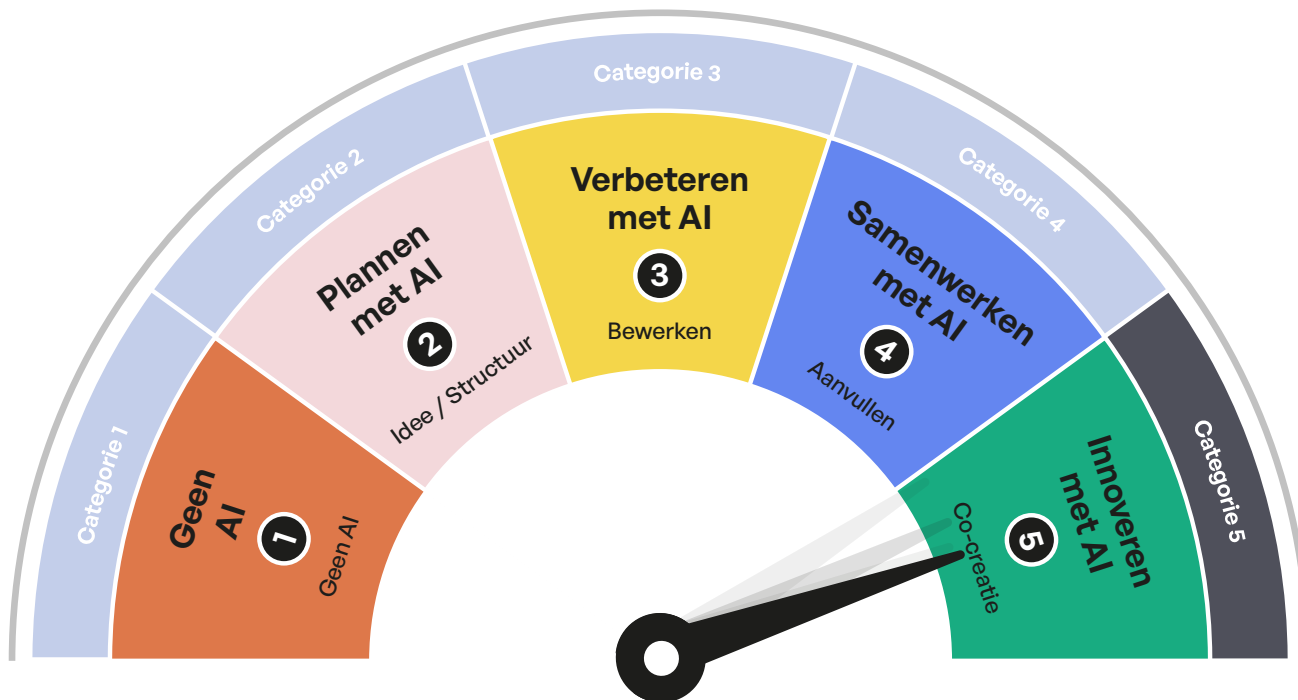 Categorie 1
Geen
AI
1
Geen AI
Categorie 2
Plannen
met AI
2
Idee / Structuur
Categorie 3
Verbeteren
met AI
3
Bewerken
Categorie 4
Samenwerken
met AI
4
Aanvullen
Categorie 5
Innoveren
met AI
5
Co-creatie